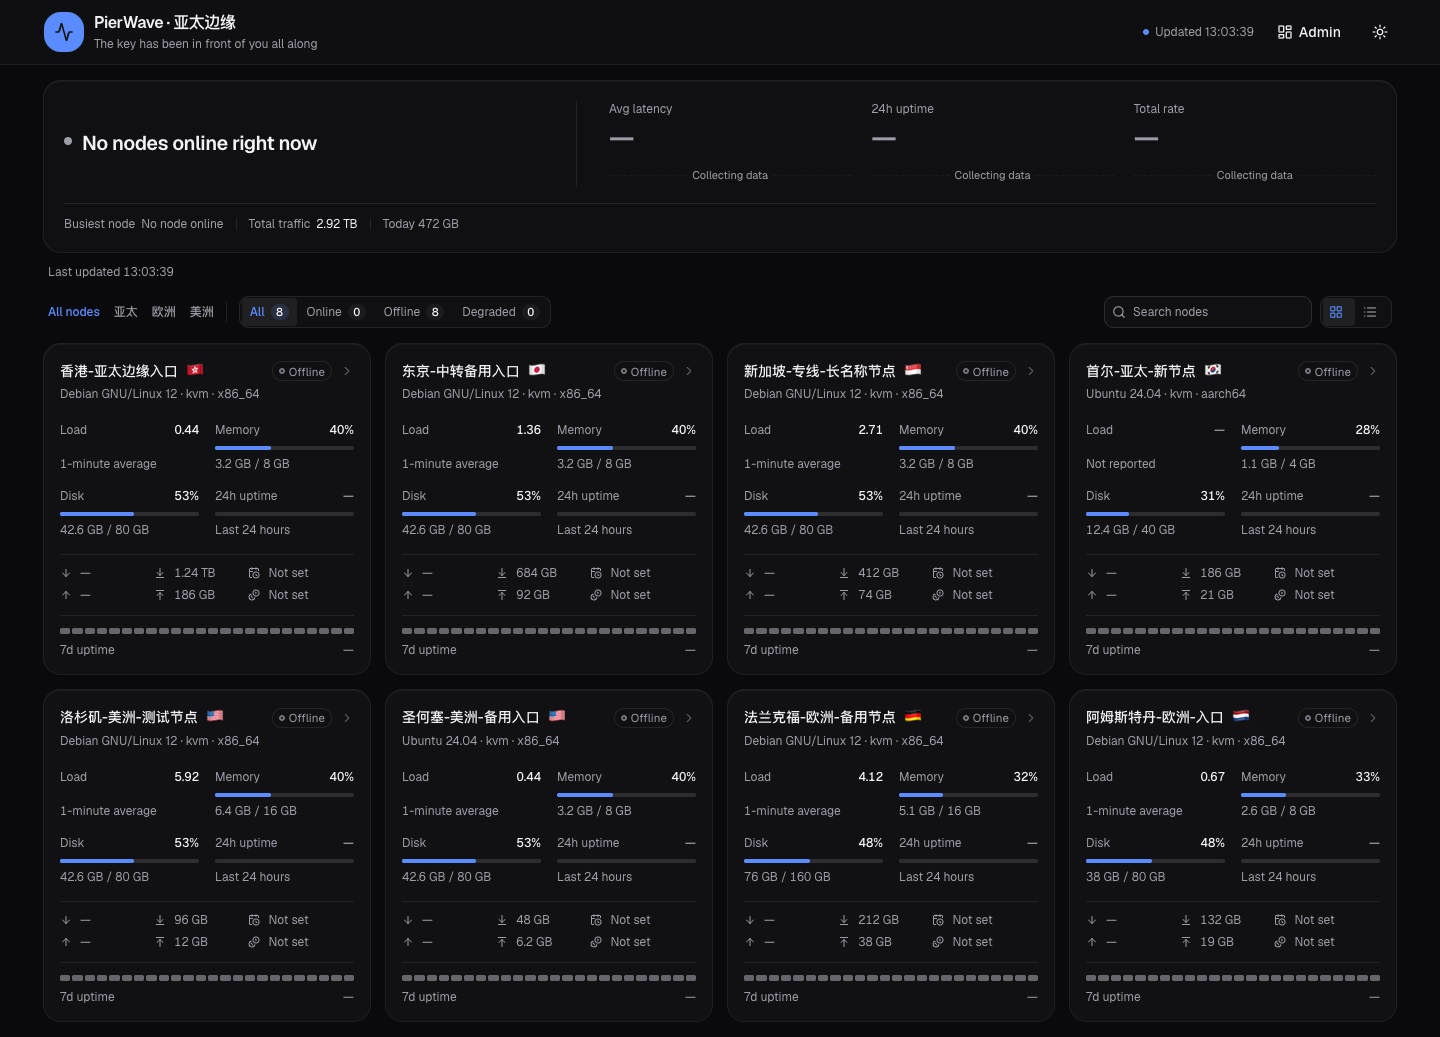 PierWave · 亚太边缘
The key has been in front of you all along
Updated 13:03:39
Admin
No nodes online right now
Avg latency
—
Collecting data
24h uptime
—
Collecting data
Total rate
—
Collecting data
Busiest node No node online
Total traffic 2.92 TB
Today 472 GB
Last updated 13:03:39
All nodes 亚太 欧洲 美洲
All 8 Online 0 Offline 8 Degraded 0
Search nodes
香港-亚太边缘入口 Offline
Debian GNU/Linux 12 · kvm · x86_64
Load 0.44 Memory 40%
1-minute average 3.2 GB / 8 GB
Disk 53% 24h uptime —
42.6 GB / 80 GB Last 24 hours
— 1.24 TB Not set
— 186 GB Not set
7d uptime —
东京-中转备用入口 Offline
Debian GNU/Linux 12 · kvm · x86_64
Load 1.36 Memory 40%
1-minute average 3.2 GB / 8 GB
Disk 53% 24h uptime —
42.6 GB / 80 GB Last 24 hours
— 684 GB Not set
— 92 GB Not set
7d uptime —
新加坡-专线-长名称节点 Offline
Debian GNU/Linux 12 · kvm · x86_64
Load 2.71 Memory 40%
1-minute average 3.2 GB / 8 GB
Disk 53% 24h uptime —
42.6 GB / 80 GB Last 24 hours
— 412 GB Not set
— 74 GB Not set
7d uptime —
首尔-亚太-新节点 Offline
Ubuntu 24.04 · kvm · aarch64
Load — Memory 28%
Not reported 1.1 GB / 4 GB
Disk 31% 24h uptime —
12.4 GB / 40 GB Last 24 hours
— 186 GB Not set
— 21 GB Not set
7d uptime —
洛杉矶-美洲-测试节点 Offline
Debian GNU/Linux 12 · kvm · x86_64
Load 5.92 Memory 40%
1-minute average 6.4 GB / 16 GB
Disk 53% 24h uptime —
42.6 GB / 80 GB Last 24 hours
— 96 GB Not set
— 12 GB Not set
7d uptime —
圣何塞-美洲-备用入口 Offline
Ubuntu 24.04 · kvm · x86_64
Load 0.44 Memory 40%
1-minute average 3.2 GB / 8 GB
Disk 53% 24h uptime —
42.6 GB / 80 GB Last 24 hours
— 48 GB Not set
— 6.2 GB Not set
7d uptime —
法兰克福-欧洲-备用节点 Offline
Debian GNU/Linux 12 · kvm · x86_64
Load 4.12 Memory 32%
1-minute average 5.1 GB / 16 GB
Disk 48% 24h uptime —
76 GB / 160 GB Last 24 hours
— 212 GB Not set
— 38 GB Not set
7d uptime —
阿姆斯特丹-欧洲-入口 Offline
Debian GNU/Linux 12 · kvm · x86_64
Load 0.67 Memory 33%
1-minute average 2.6 GB / 8 GB
Disk 48% 24h uptime —
38 GB / 80 GB Last 24 hours
— 132 GB Not set
— 19 GB Not set
7d uptime —